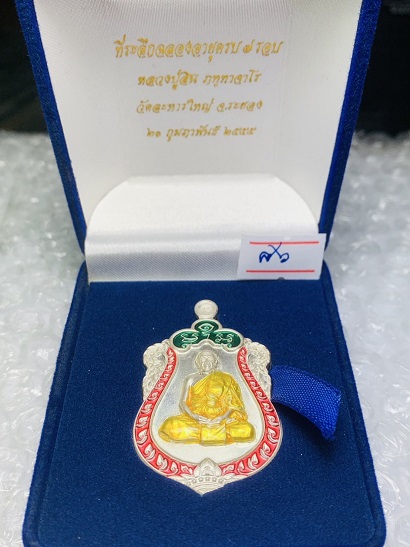 ที่ระลึกฉลองอายุครบ ๗ รอบ
หลวงปู่สิน ภทฺทาจาโร
วัดละหารใหญ่ จ.ระยอง
๒๑ กุมภาพันธ์ ๒๕๕๕